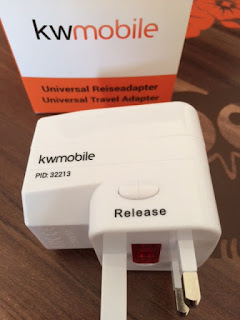 kwmobile
Universal Reiseadapter
Universal Travel Adapter
kwmobile
PID: 32213
Release